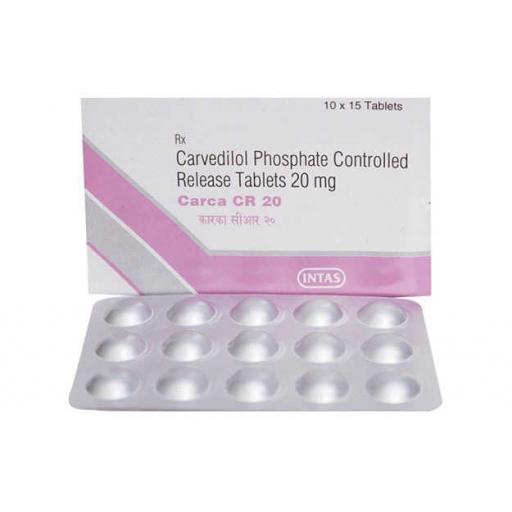 10 x 15 Tablets
Rx
Carvedilol Phosphate Controlled
Release Tablets 20 mg
Carca CR 20
कारका सीआर २०
INTAS